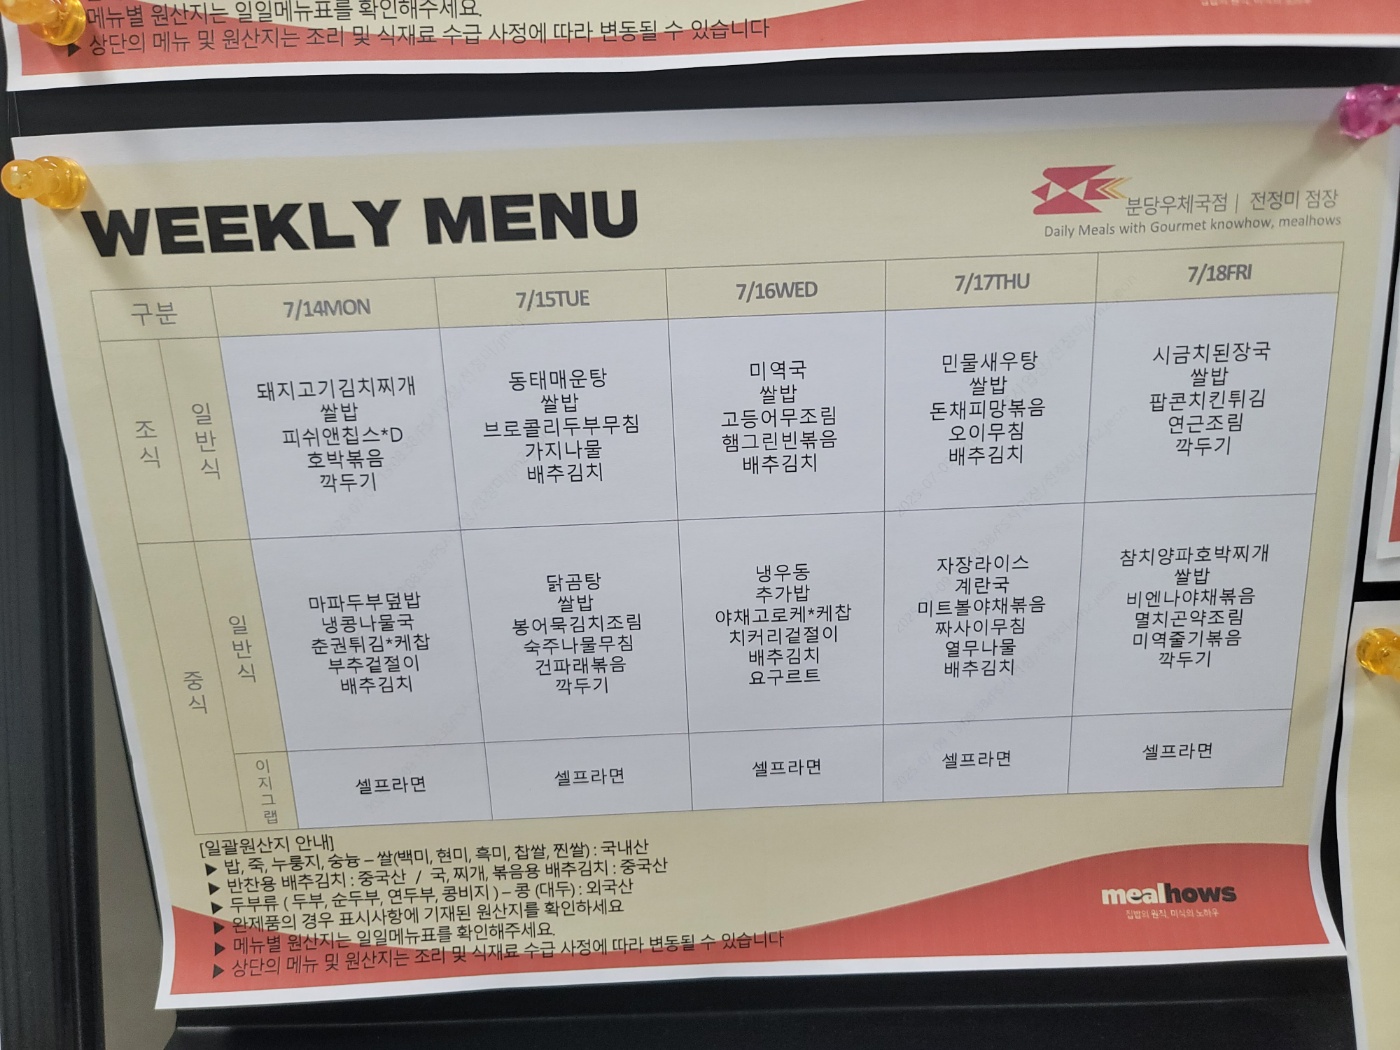 메뉴별 원산지는 일일메뉴표를 확인해주세요.
▶ 상단의 메뉴 및 원산지는 조리 및 식재료 수급 사정에 따라 변동될 수 있습니다
WEEKLY MENU
분당우체국점 | 전정미 점장
Daily Meals with Gourmet knowhow, mealhows
구분 7/14MON 7/15TUE 7/16WED 7/17THU 7/18FRI
조식
일반식
돼지고기김치찌개
쌀밥
피쉬앤칩스*D
호박볶음
깍두기
동태매운탕
쌀밥
브로콜리두부무침
가지나물
배추김치
미역국
쌀밥
고등어무조림
햄그린빈볶음
배추김치
민물새우탕
쌀밥
돈채피망볶음
오이무침
배추김치
시금치된장국
쌀밥
팝콘치킨튀김
연근조림
깍두기
중식
일반식
마파두부덮밥
냉콩나물국
춘권튀김*케찹
부추겉절이
배추김치
닭곰탕
쌀밥
봉어묵김치조림
숙주나물무침
건파래볶음
깍두기
냉우동
추가밥
야채고로케*케찹
치커리겉절이
배추김치
요구르트
자장라이스
계란국
미트볼야채볶음
짜사이무침
열무나물
배추김치
참치양파호박찌개
쌀밥
비엔나야채볶음
멸치곤약조림
미역줄기볶음
깍두기
이지그랩
셀프라면 셀프라면 셀프라면 셀프라면 셀프라면
[일괄원산지 안내]
▶ 밥, 죽, 누룽지, 숭늉 – 쌀(백미, 현미, 흑미, 찹쌀, 찐쌀) : 국내산
▶ 반찬용 배추김치 : 중국산 / 국, 찌개, 볶음용 배추김치 : 중국산
▶ 두부류 ( 두부, 순두부, 연두부, 콩비지 ) – 콩 (대두) : 외국산
▶ 완제품의 경우 표시사항에 기재된 원산지를 확인하세요
▶ 메뉴별 원산지는 일일메뉴표를 확인해주세요.
▶ 상단의 메뉴 및 원산지는 조리 및 식재료 수급 사정에 따라 변동될 수 있습니다
mealhows
집밥의 원칙, 미식의 노하우